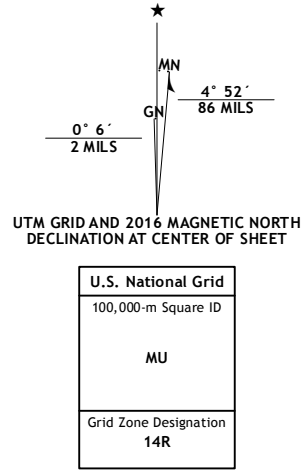 ★
MN
GN
4° 52´
86 MILS
0° 6´
2 MILS
UTM GRID AND 2016 MAGNETIC NORTH
DECLINATION AT CENTER OF SHEET
U.S. National Grid
100,000-m Square ID
MU
Grid Zone Designation
14R